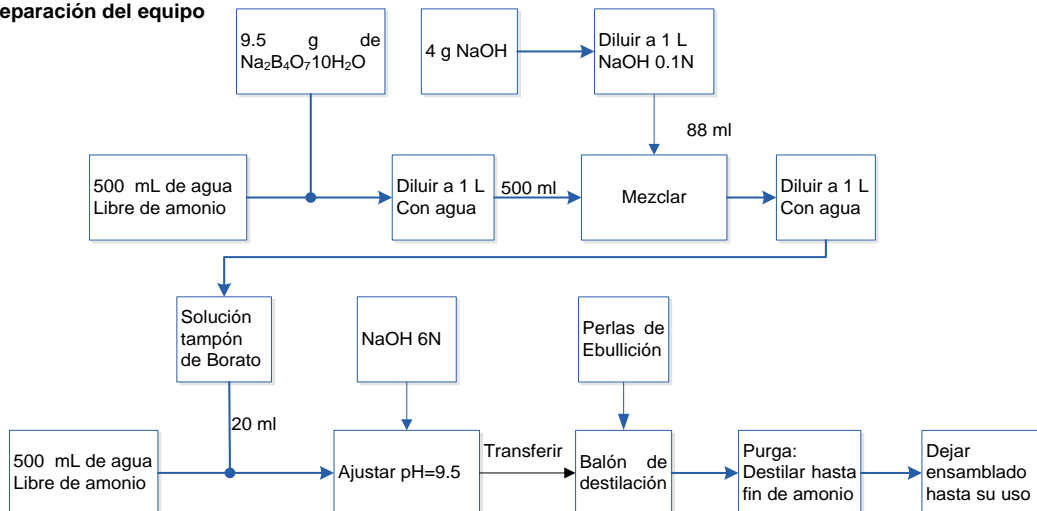 eparación del equipo
9.5 g de
Na₂B₄O₇10H₂O
4 g NaOH
Diluir a 1 L
NaOH 0.1N
88 ml
500 mL de agua
Libre de amonio
Diluir a 1 L
Con agua
500 ml
Mezclar
Diluir a 1 L
Con agua
Solución
tampón
de Borato
NaOH 6N
Perlas de
Ebullición
20 ml
500 mL de agua
Libre de amonio
Ajustar pH=9.5
Transferir
Balón de
destilación
Purga:
Destilar hasta
fin de amonio
Dejar
ensamblado
hasta su uso